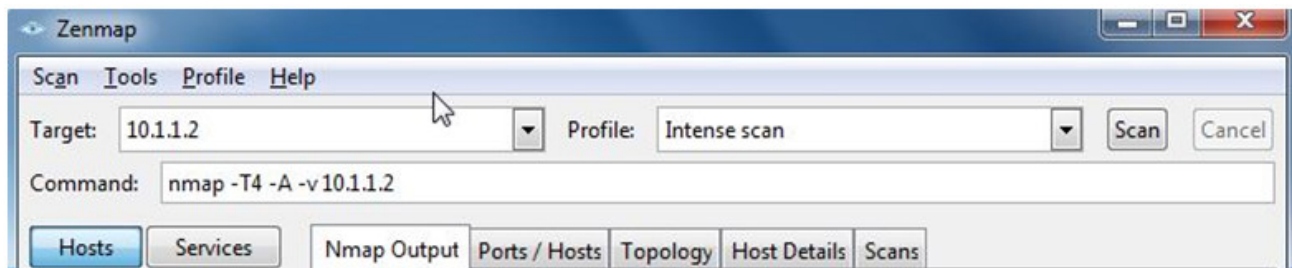 Zenmap
Scan Tools Profile Help
Target: 10.1.1.2 Profile: Intense scan Scan Cancel
Command: nmap -T4 -A -v 10.1.1.2
Hosts Services Nmap Output Ports / Hosts Topology Host Details Scans